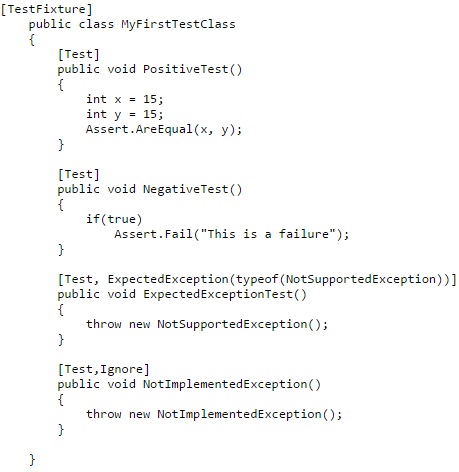 [TestFixture]
    public class MyFirstTestClass
    {
        [Test]
        public void PositiveTest()
        {
            int x = 15;
            int y = 15;
            Assert.AreEqual(x, y);
        }

        [Test]
        public void NegativeTest()
        {
            if(true)
                Assert.Fail("This is a failure");
        }

        [Test, ExpectedException(typeof(NotSupportedException))]
        public void ExpectedExceptionTest()
        {
            throw new NotSupportedException();
        }

        [Test,Ignore]
        public void NotImplementedException()
        {
            throw new NotImplementedException();
        }

    }